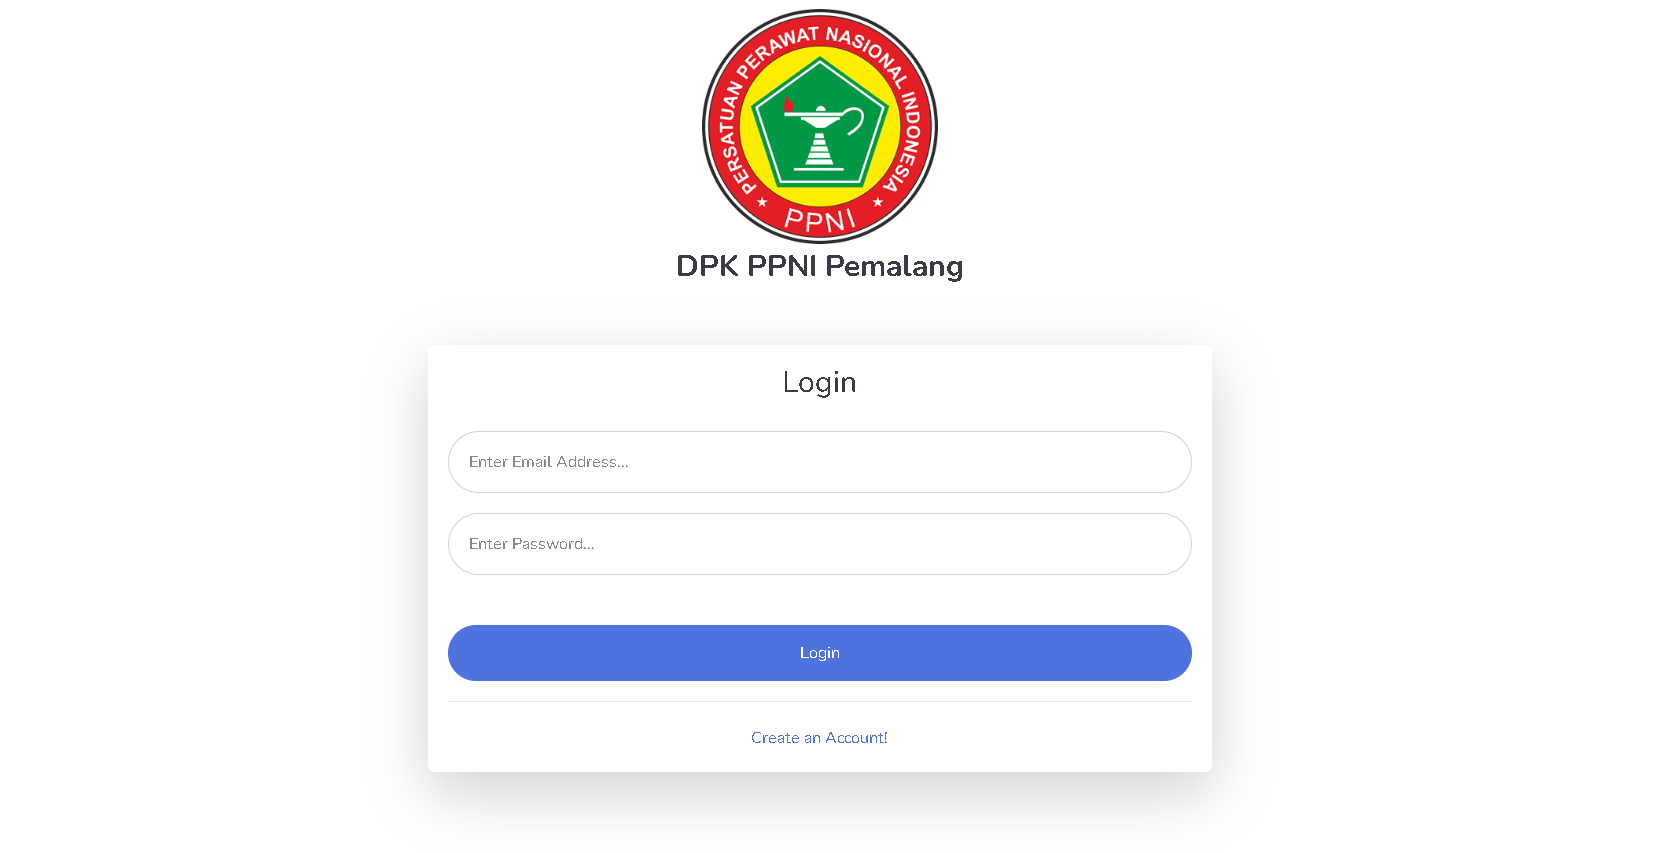 PERSATUAN PERAWAT NASIONAL INDONESIA
PPNI
DPK PPNI Pemalang
Login
Enter Email Address...
Enter Password...
Login
Create an Account!